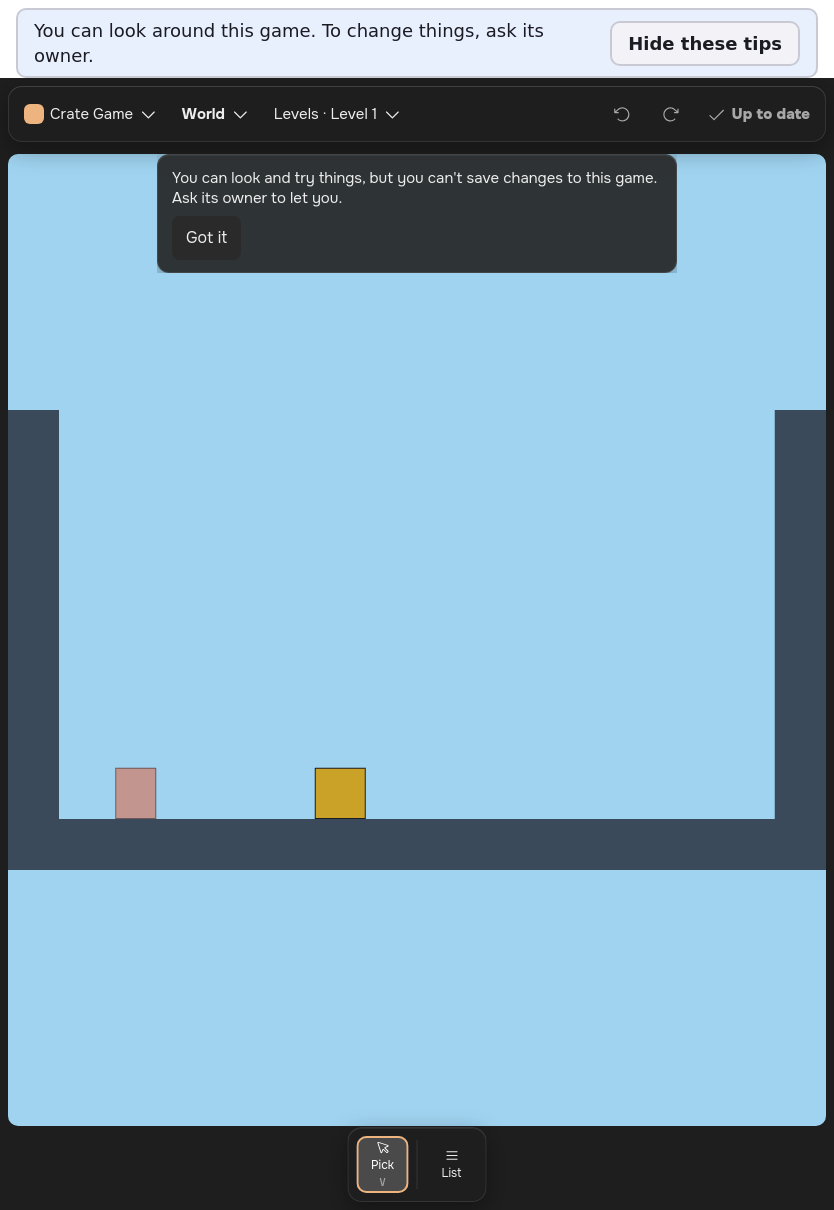 You can look around this game. To change things, ask its
owner.
Hide these tips
Crate Game
World
Levels · Level 1
Up to date
You can look and try things, but you can't save changes to this game.
Ask its owner to let you.
Got it
Pick
V
List